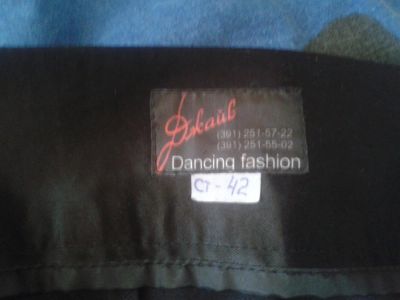 Джайв
(391) 251-57-22
(391) 251-55-02
Dancing fashion
ст-42